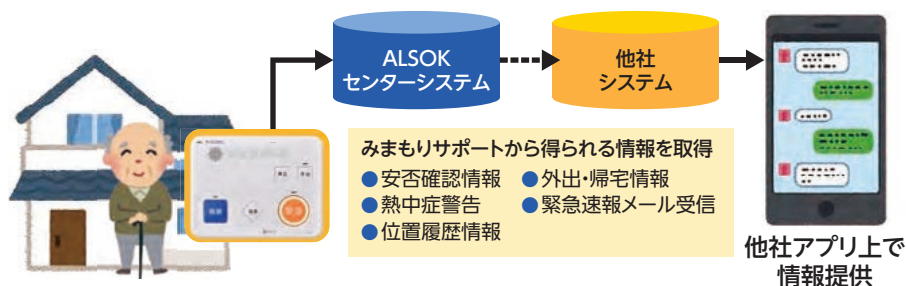 ALSOK
センターシステム
他社
システム
みまもりサポートから得られる情報を取得
●安否確認情報 ●外出・帰宅情報
●熱中症警告 ●緊急速報メール受信
●位置履歴情報
緊急
他社アプリ上で
情報提供